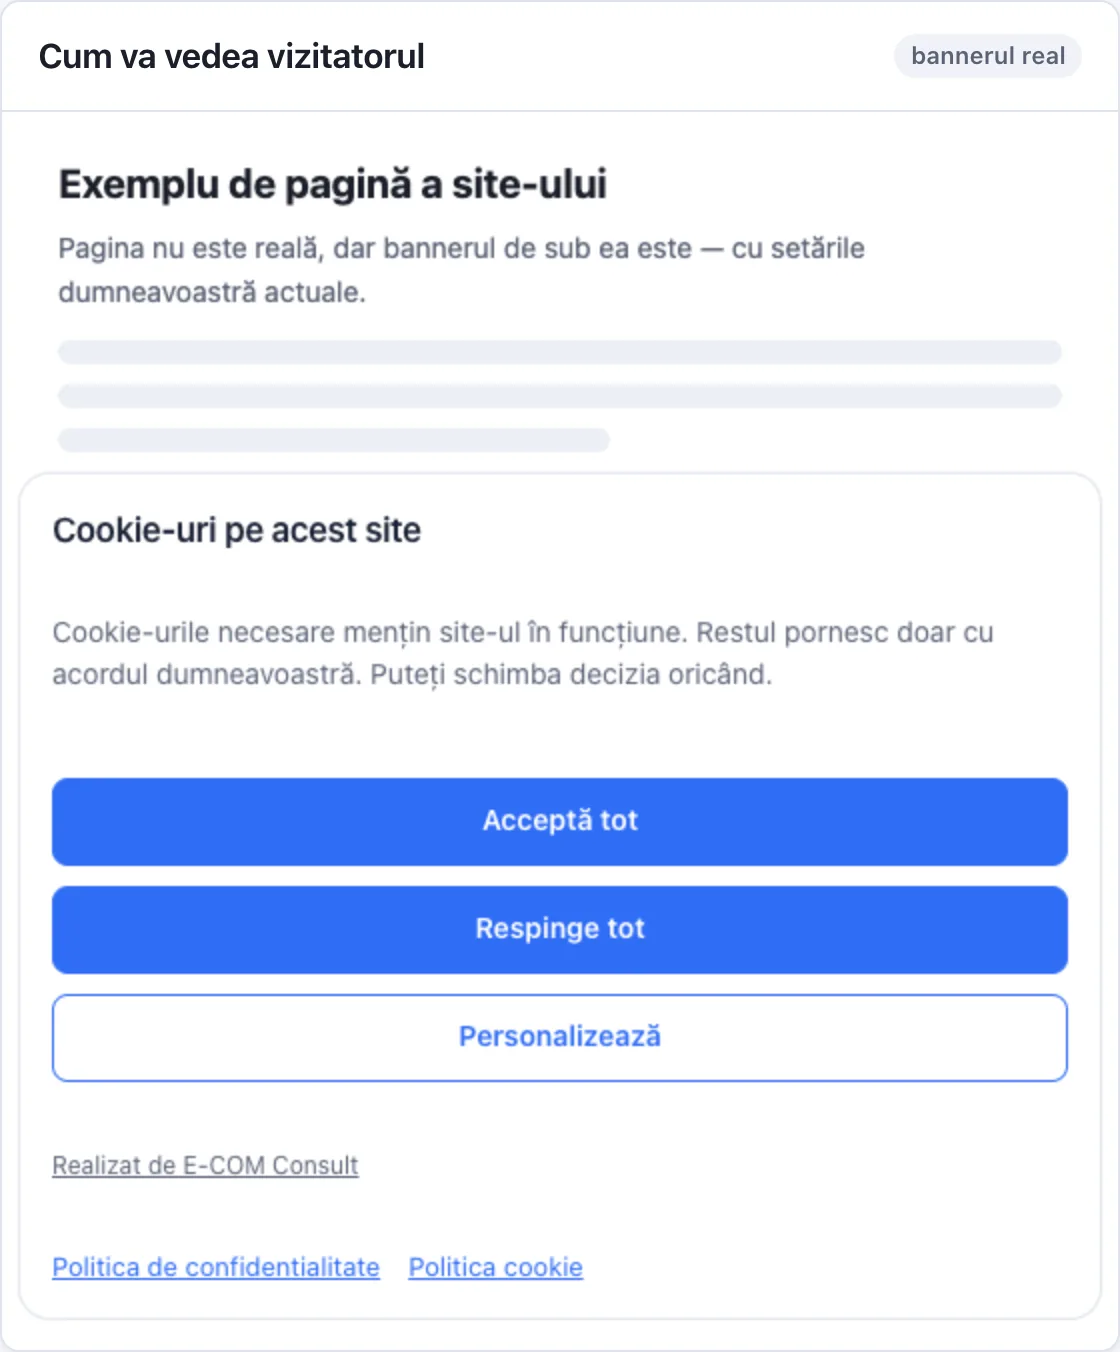 Cum va vedea vizitatorul
bannerul real
Exemplu de pagină a site-ului
Pagina nu este reală, dar bannerul de sub ea este — cu setările
dumneavoastră actuale.
Cookie-uri pe acest site
Cookie-urile necesare mențin site-ul în funcțiune. Restul pornesc doar cu
acordul dumneavoastră. Puteți schimba decizia oricând.
Acceptă tot
Respinge tot
Personalizează
Realizat de E-COM Consult
Politica de confidentialitate Politica cookie